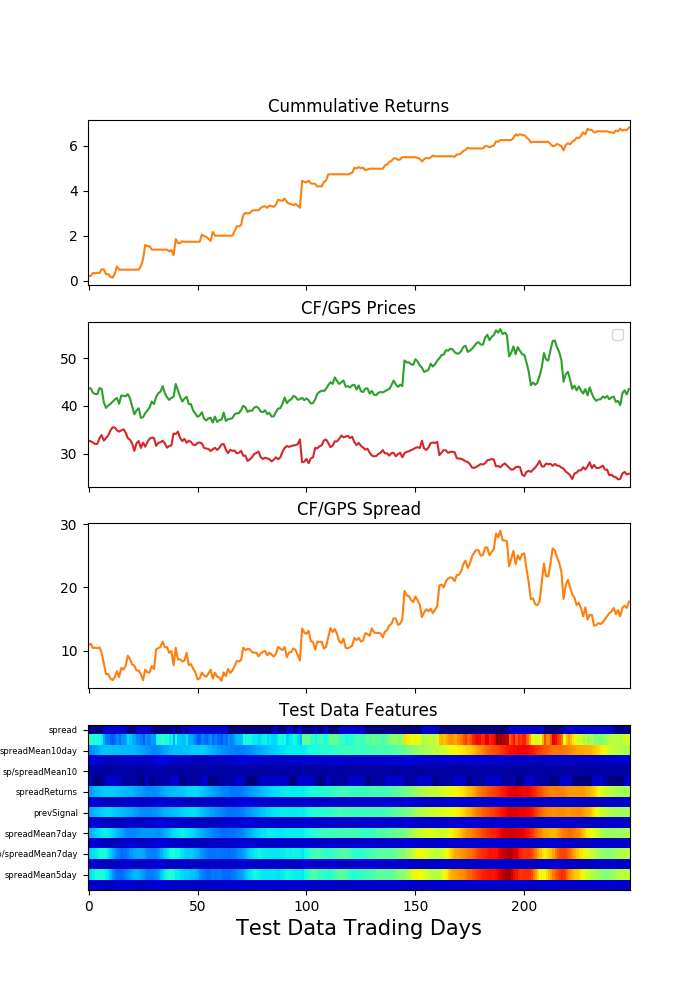 Cummulative Returns
6
4
2
0
CF/GPS Prices
50
40
30
CF/GPS Spread
30
20
10
Test Data Features
spread
spreadMean10day
sp/spreadMean10
spreadReturns
prevSignal
spreadMean7day
/spreadMean7day
spreadMean5day
0 50 100 150 200
Test Data Trading Days